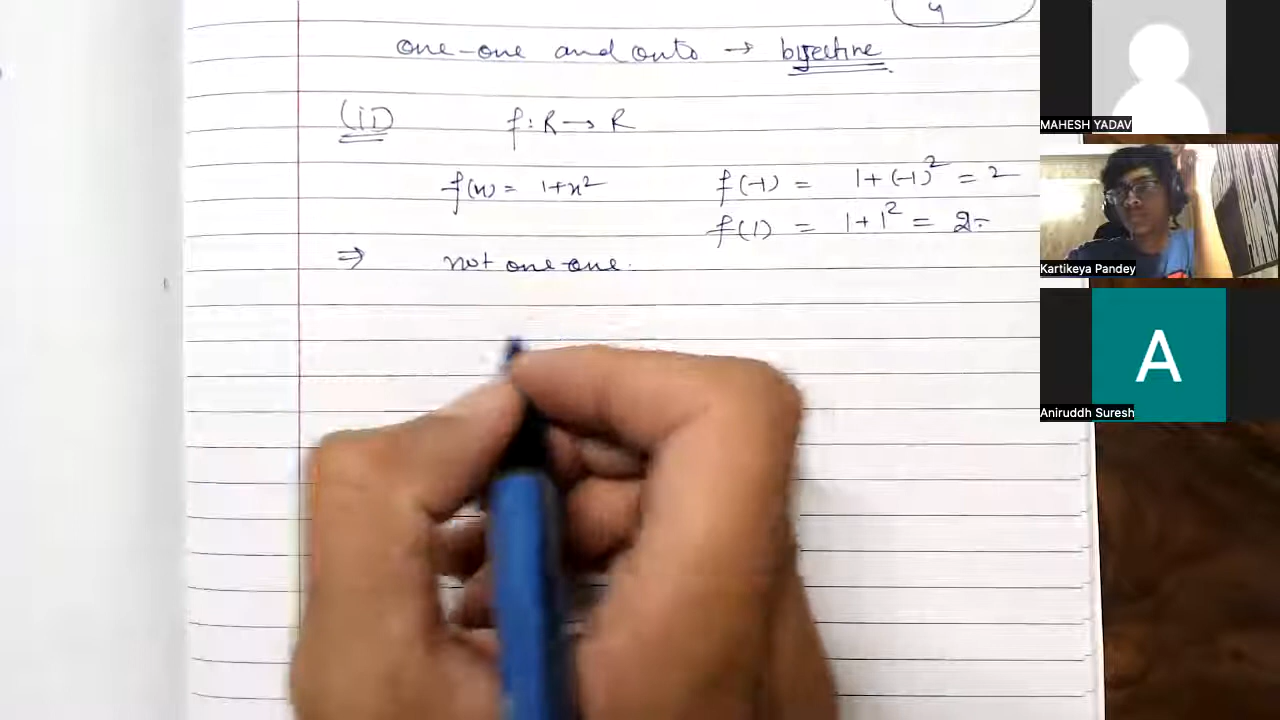 y
one-one and onto → bijective
(ii) f: R → R
f(x) = 1+x² f(-1) = 1+(-1)² = 2
f(1) = 1+1² = 2
⇒ not one-one.
MAHESH YADAV
Kartikeya Pandey
A
Aniruddh Suresh